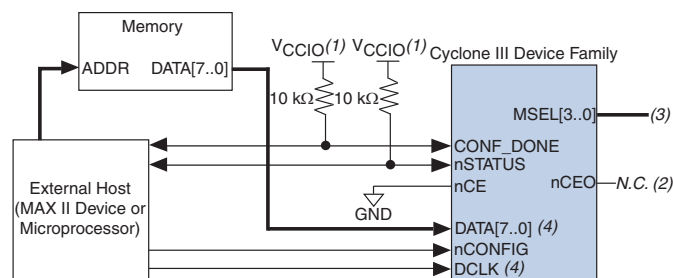 Memory
ADDR DATA[7..0]
VCCIO(1) VCCIO(1)
Cyclone III Device Family
10 kΩ 10 kΩ
MSEL[3..0] (3)
CONF_DONE
nSTATUS
nCE
nCEO N.C. (2)
GND
External Host
(MAX II Device or
Microprocessor)
DATA[7..0] (4)
nCONFIG
DCLK (4)